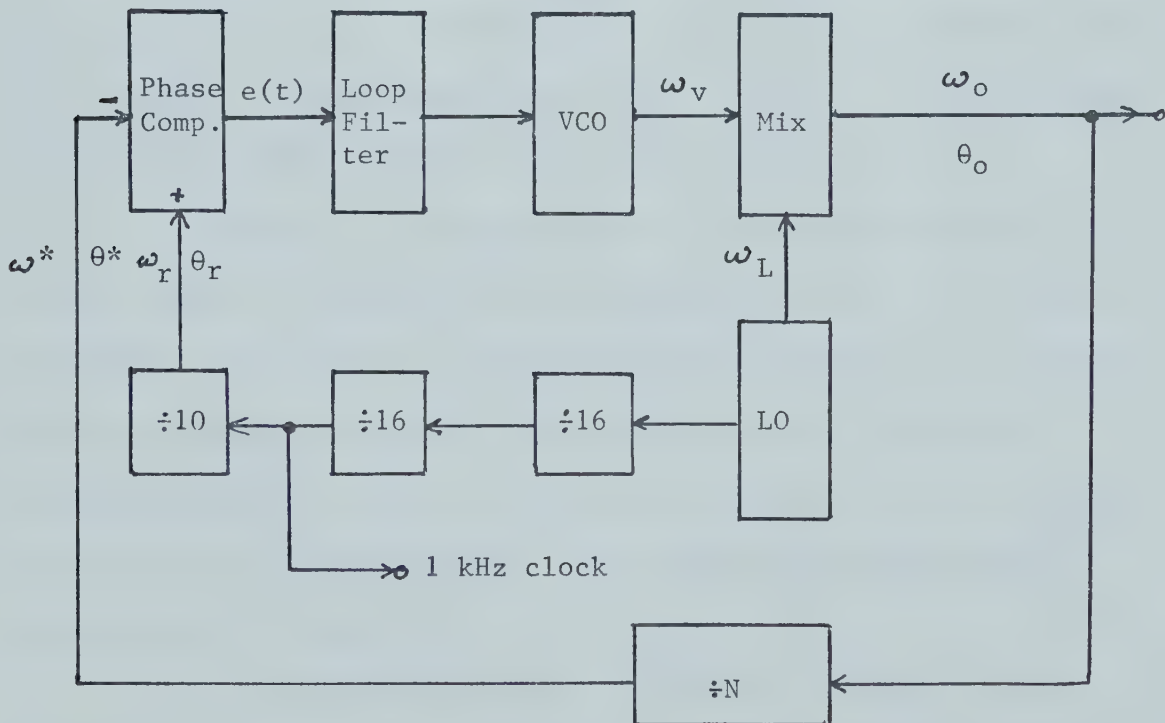 Phase
Comp.
-
+
e(t)
Loop
Fil-
ter
VCO
ω_v
Mix
ω_o
θ_o
ω*
θ*
ω_r
θ_r
ω_L
÷10
÷16
÷16
LO
1 kHz clock
÷N